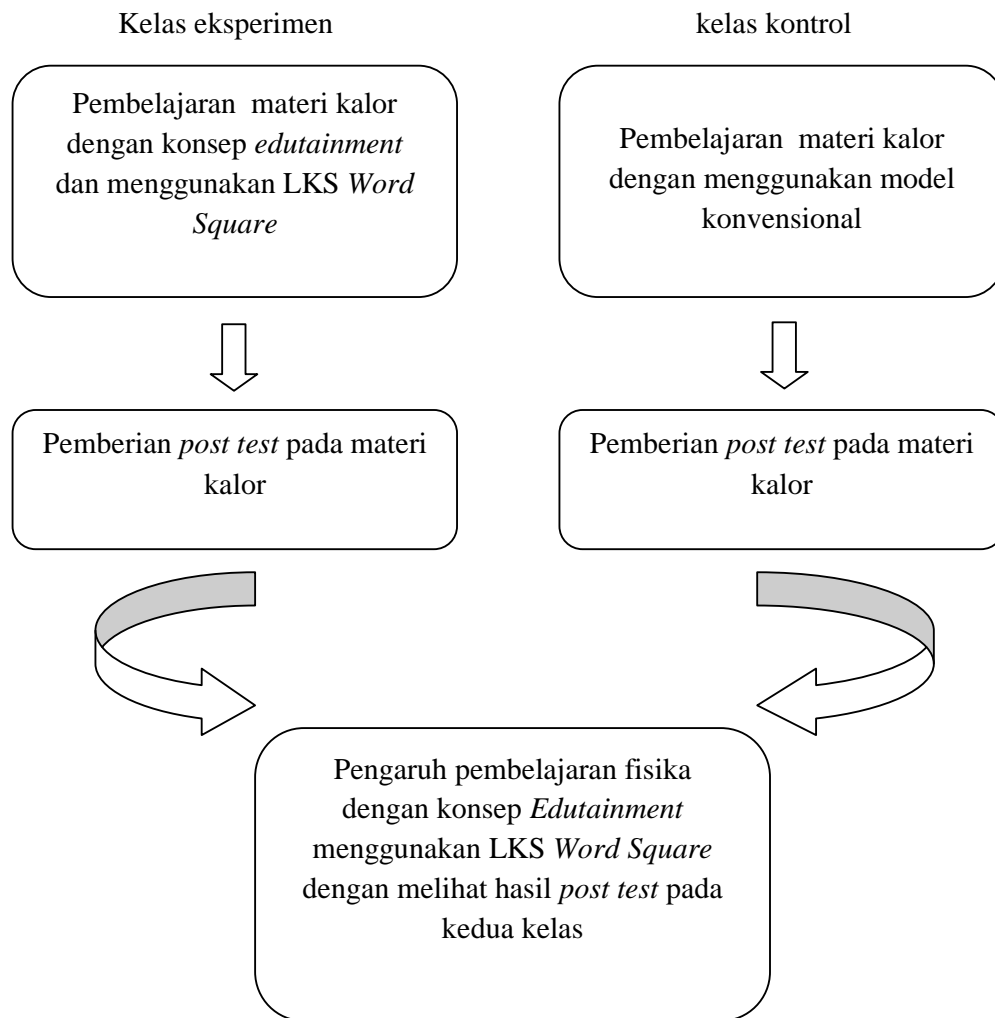 Kelas eksperimen
kelas kontrol
Pembelajaran materi kalor
dengan konsep edutainment
dan menggunakan LKS Word
Square
Pembelajaran materi kalor
dengan menggunakan model
konvensional
Pemberian post test pada materi
kalor
Pemberian post test pada materi
kalor
Pengaruh pembelajaran fisika
dengan konsep Edutainment
menggunakan LKS Word Square
dengan melihat hasil post test pada
kedua kelas